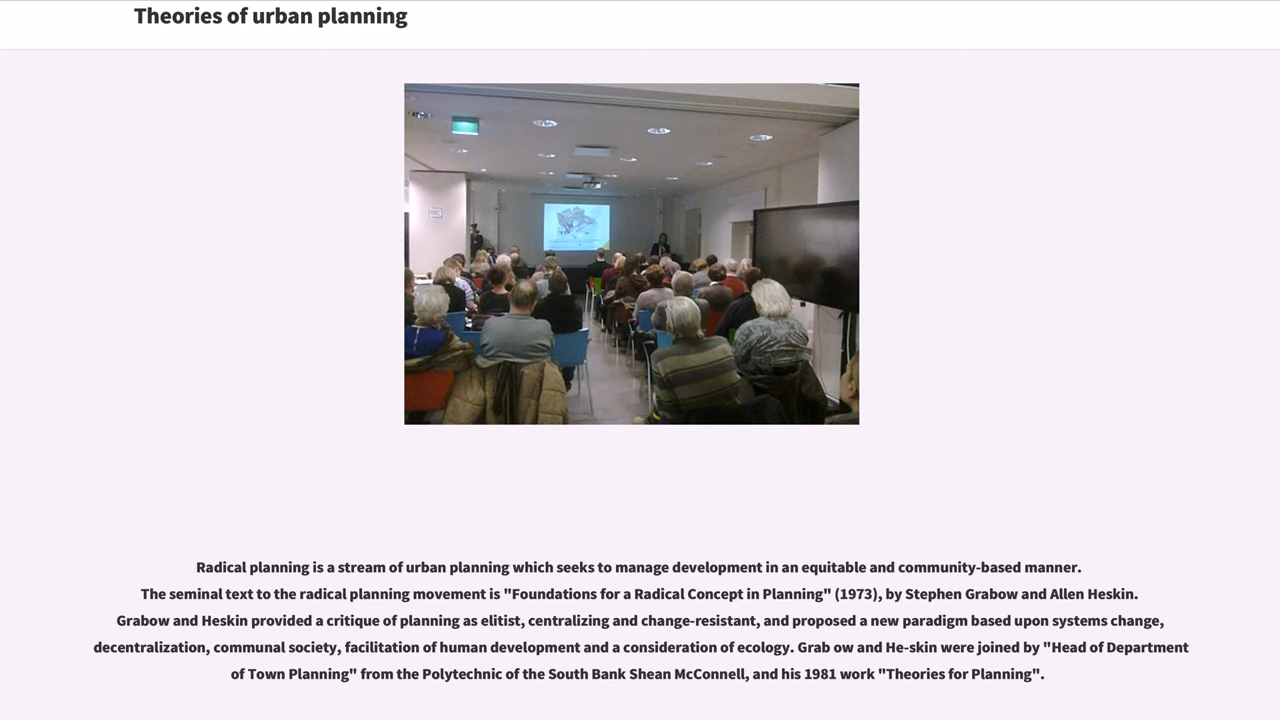 Theories of urban planning
Radical planning is a stream of urban planning which seeks to manage development in an equitable and community-based manner.
The seminal text to the radical planning movement is "Foundations for a Radical Concept in Planning" (1973), by Stephen Grabow and Allen Heskin.
Grabow and Heskin provided a critique of planning as elitist, centralizing and change-resistant, and proposed a new paradigm based upon systems change,
decentralization, communal society, facilitation of human development and a consideration of ecology. Grab ow and He-skin were joined by "Head of Department
of Town Planning" from the Polytechnic of the South Bank Shean McConnell, and his 1981 work "Theories for Planning".